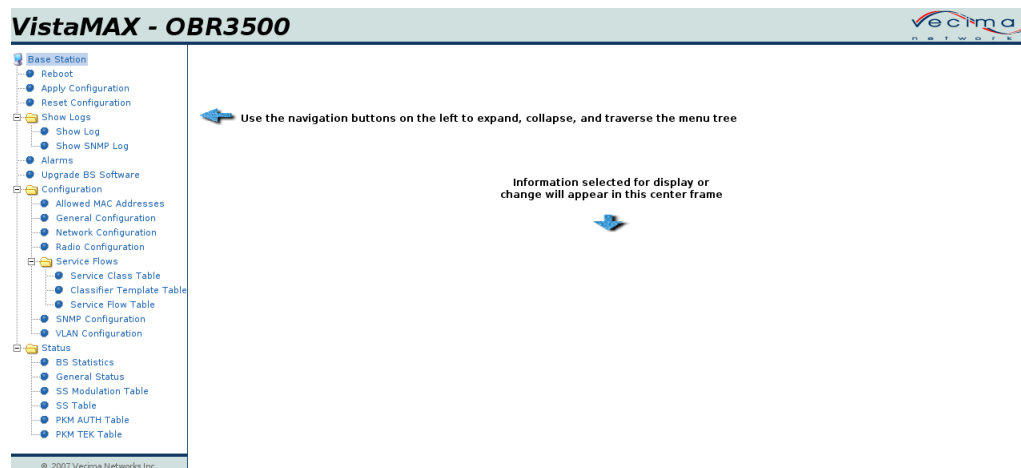 VistaMAX - OBR3500
vecima
network
Base Station
Reboot
Apply Configuration
Reset Configuration
Show Logs
Show Log
Show SNMP Log
Alarms
Upgrade BS Software
Configuration
Allowed MAC Addresses
General Configuration
Network Configuration
Radio Configuration
Service Flows
Service Class Table
Classifier Template Table
Service Flow Table
SNMP Configuration
VLAN Configuration
Status
BS Statistics
General Status
SS Modulation Table
SS Table
PKM AUTH Table
PKM TEK Table
© 2007 Vecima Networks Inc
Use the navigation buttons on the left to expand, collapse, and traverse the menu tree
Information selected for display or
change will appear in this center frame